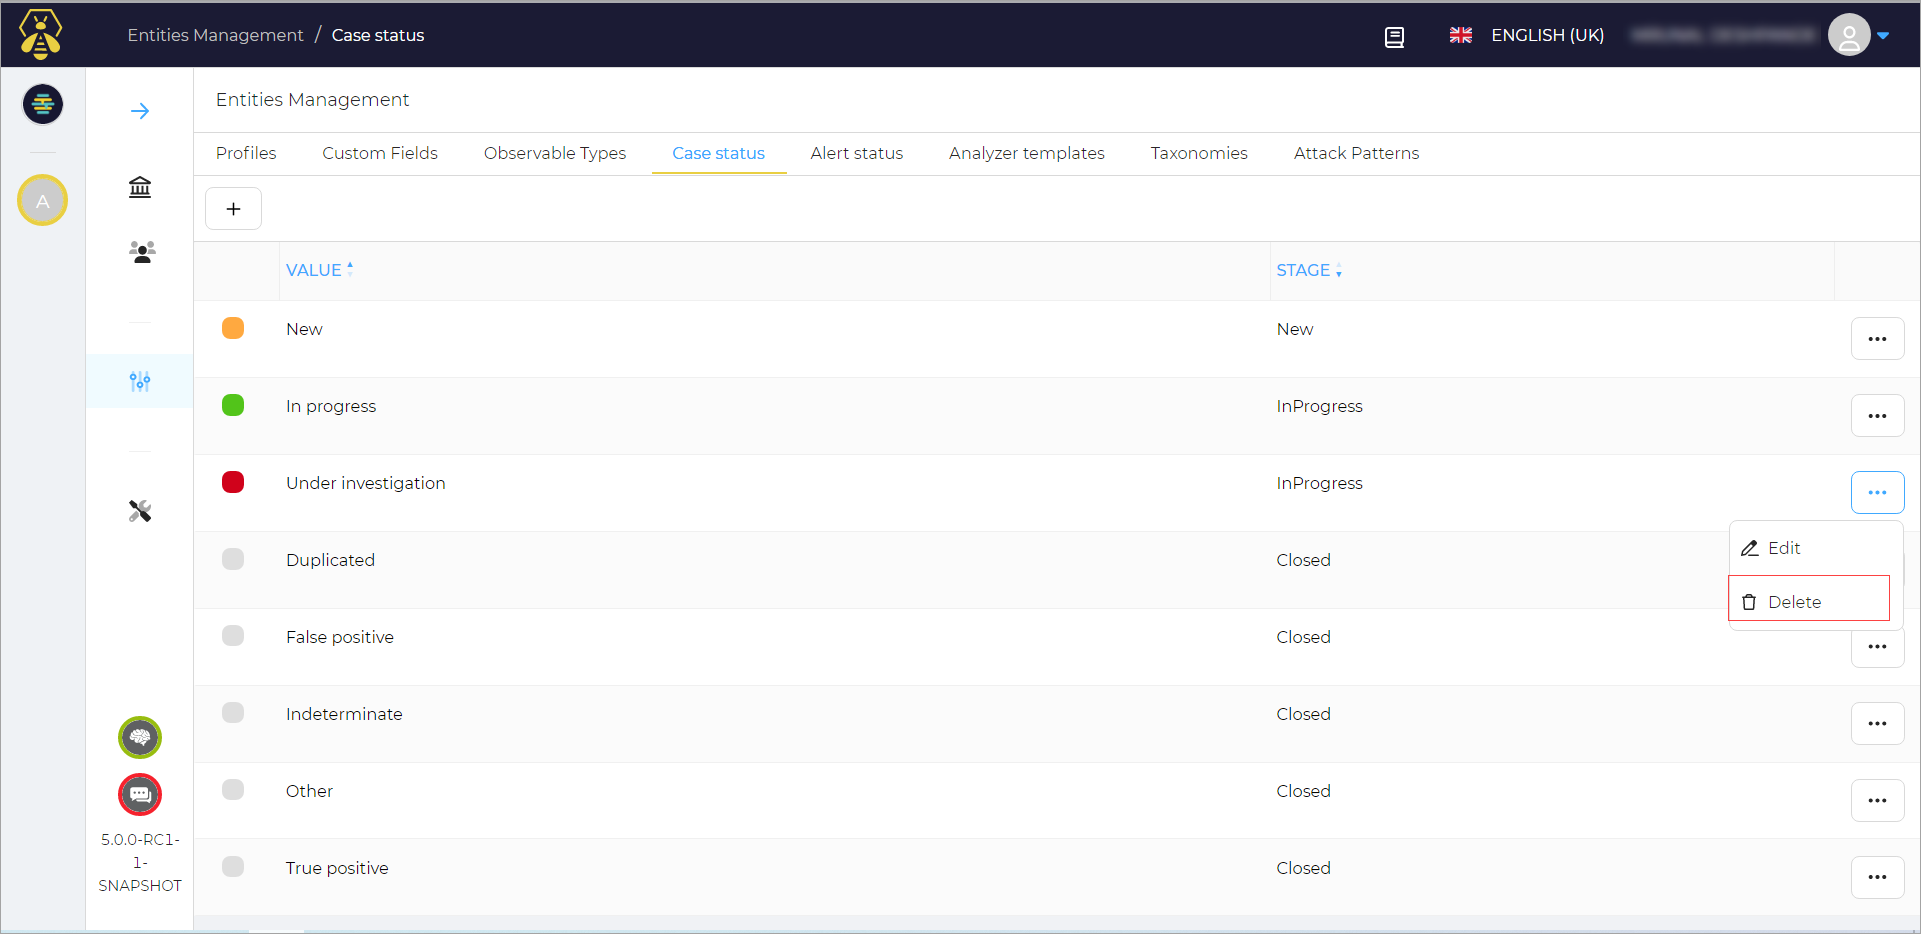 Entities Management / Case status
ENGLISH (UK)
A
Entities Management
Profiles Custom Fields Observable Types Case status Alert status Analyzer templates Taxonomies Attack Patterns
+
VALUE STAGE
New New
In progress InProgress
Under investigation InProgress
Edit
Duplicated Closed
Delete
False positive Closed
Indeterminate Closed
Other Closed
True positive Closed
5.0.0-RC1-
1-
SNAPSHOT